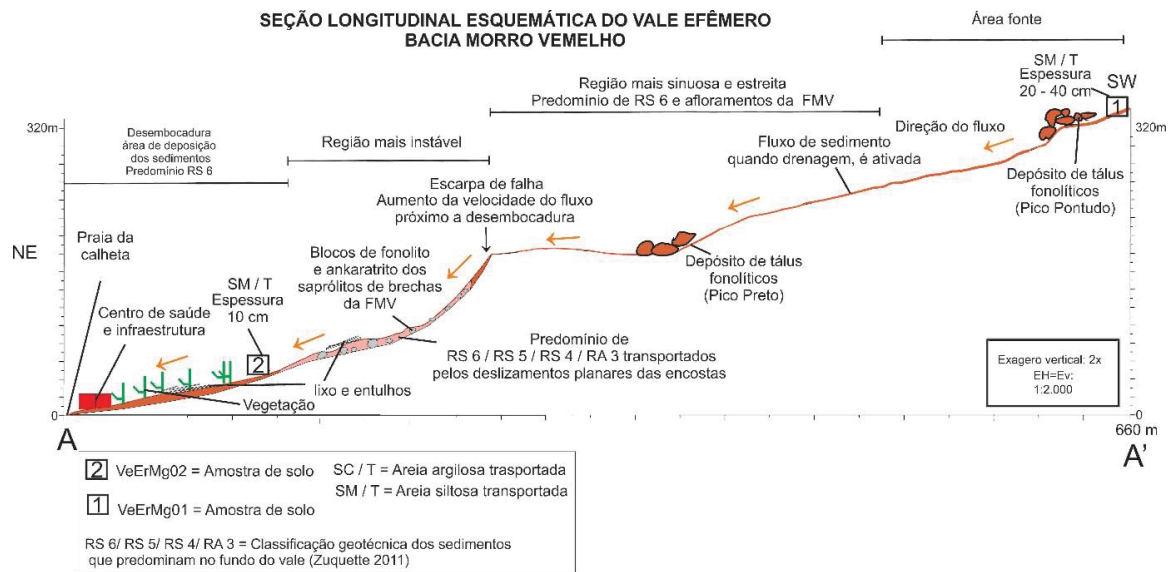 SEÇÃO LONGITUDINAL ESQUEMÁTICA DO VALE EFÊMERO
BACIA MORRO VEMELHO
Área fonte
SM / T
Espessura
20 - 40 cm
SW
1
320m
320m
Região mais sinuosa e estreita
Predomínio de RS 6 e afloramentos da FMV
Direção do fluxo
Desembocadura
área de deposição
dos sedimentos
Predomínio RS 6
Região mais instável
Fluxo de sedimento
quando drenagem, é ativada
Depósito de tálus
fonolíticos
(Pico Pontudo)
Escarpa de falha
Aumento da velocidade do fluxo
próximo a desembocadura
NE
Praia da
calheta
Blocos de fonolito
e ankaratrito dos
saprólitos de brechas
da FMV
Depósito de tálus
fonolíticos
(Pico Preto)
SM / T
Espessura
10 cm
Centro de saúde
e infraestrutura
2
Predomínio de
RS 6 / RS 5 / RS 4 / RA 3 transportados
pelos deslizamentos planares das encostas
Exagero vertical: 2x
EH=Ev:
1:2.000
lixo e entulhos
Vegetação
0
0
660 m
A
A'
2 VeErMg02 = Amostra de solo
SC / T = Areia argilosa trasportada
SM / T = Areia siltosa transportada
1 VeErMg01 = Amostra de solo
RS 6/ RS 5/ RS 4/ RA 3 = Classificação geotécnica dos sedimentos
que predominam no fundo do vale (Zuquette 2011)